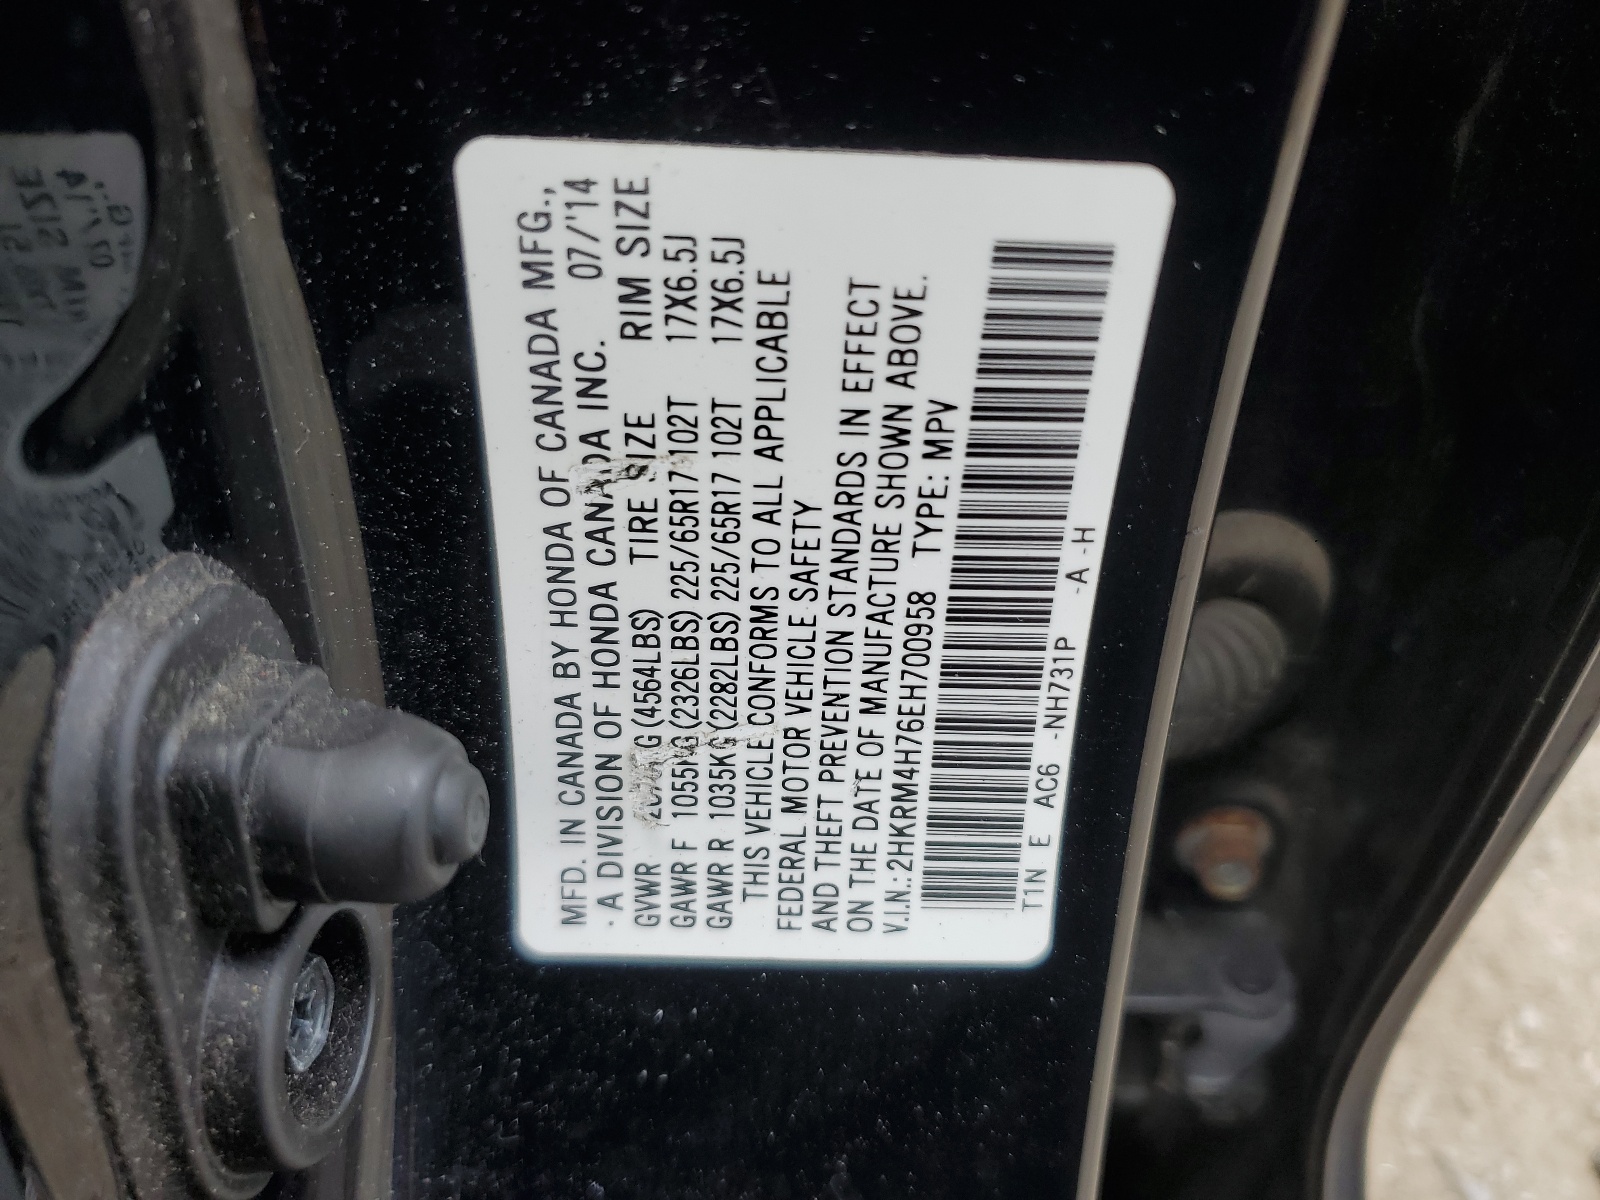 MFD. IN CANADA BY HONDA OF CANADA MFG.,
. A DIVISION OF HONDA CANADA INC. 07/'14
GVWR (4564LBS) TIRE SIZE RIM SIZE
GAWR F 1055KG (2326LBS) 225/65R17 102T 17X6.5J
GAWR R 1035KG (2282LBS) 225/65R17 102T 17X6.5J
THIS VEHICLE CONFORMS TO ALL APPLICABLE
FEDERAL MOTOR VEHICLE SAFETY
AND THEFT PREVENTION STANDARDS IN EFFECT
ON THE DATE OF MANUFACTURE SHOWN ABOVE.
V.I.N.: 2HKRM4H76EH700958 TYPE: MPV
T1N E AC6 -NH731P -A -H